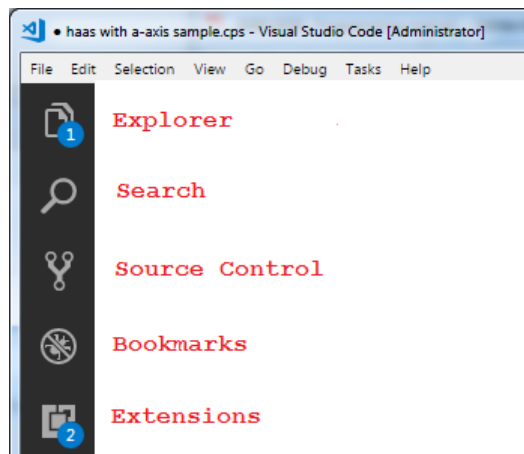 ● haas with a-axis sample.cps - Visual Studio Code [Administrator]
File Edit Selection View Go Debug Tasks Help
1 Explorer
Search
Source Control
Bookmarks
2 Extensions